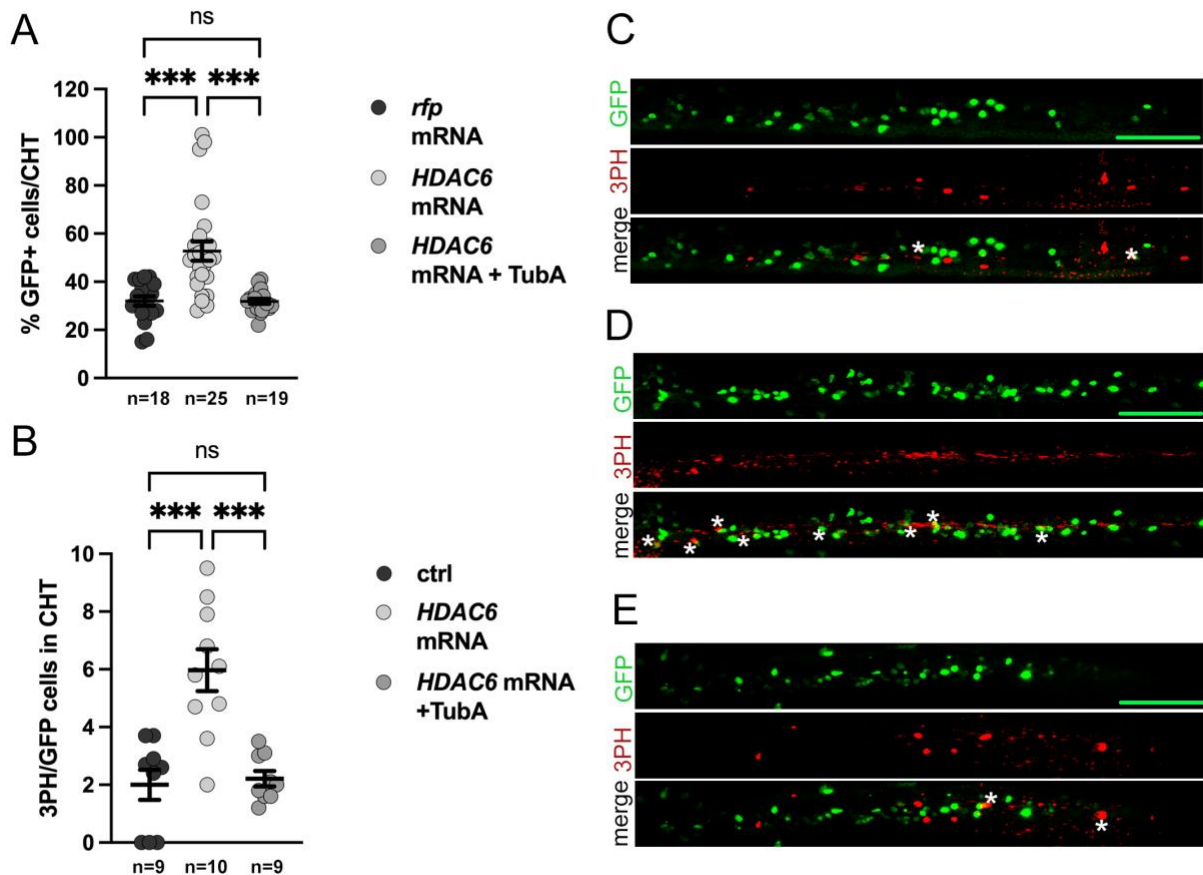 A
ns
*** ***
120
100
80
60
40
20
0
% GFP+ cells/CHT
n=18 n=25 n=19
rfp
mRNA
HDAC6
mRNA
HDAC6
mRNA + TubA
B
ns
*** ***
10
8
6
4
2
0
3PH/GFP cells in CHT
n=9 n=10 n=9
ctrl
HDAC6
mRNA
HDAC6 mRNA
+TubA
C
GFP
3PH
merge
* *
D
GFP
3PH
merge
* * * * * * * *
E
GFP
3PH
merge
* *